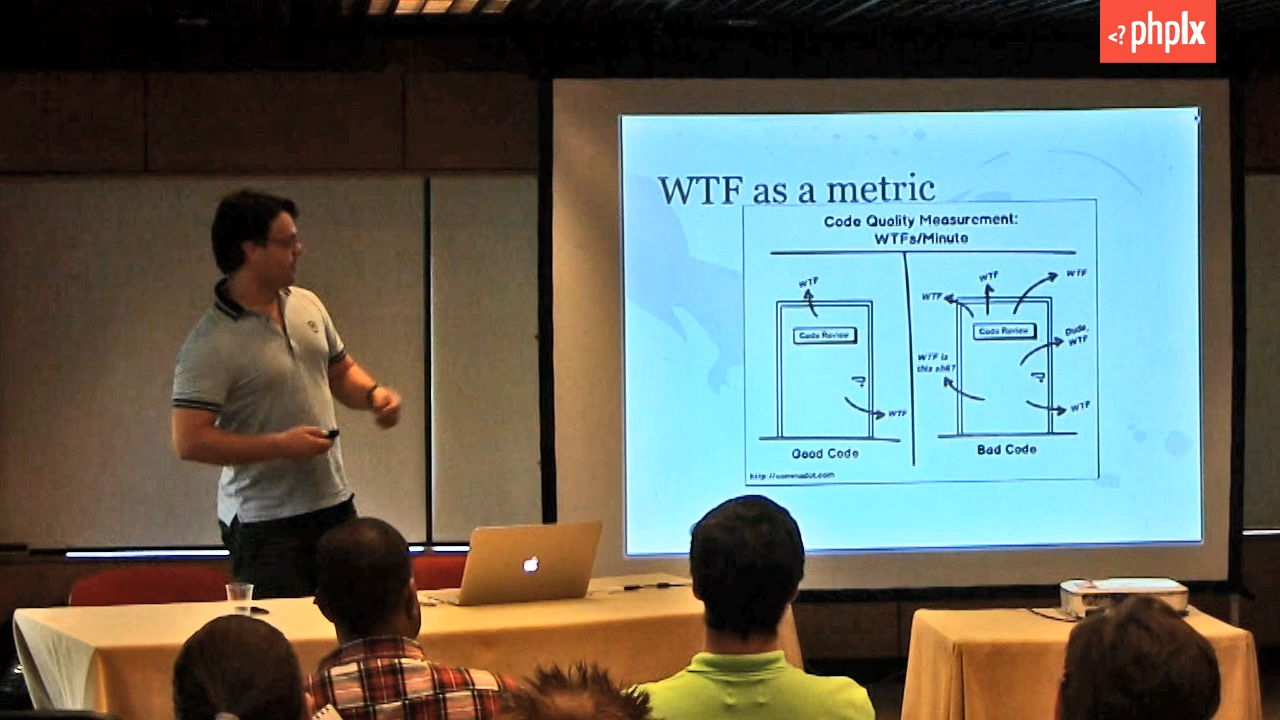 <? phplx
WTF as a metric
Code Quality Measurement:
WTFs/Minute
WTF
Code Review
WTF
Good Code
WTF
WTF
WTF
Code Review
Dude,
WTF
WTF is
this shit?
WTF
Bad Code